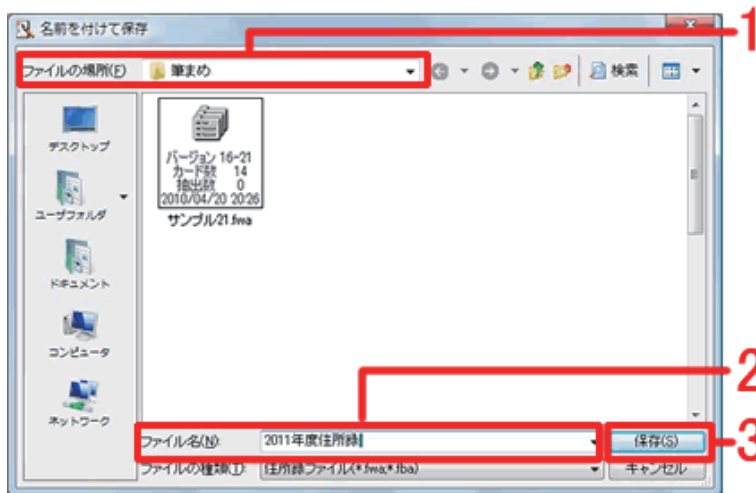 名前を付けて保存
1
ファイルの場所(F) 筆まめ 検索
デスクトップ
ユーザフォルダ
ドキュメント
コンピュータ
ネットワーク
バージョン 16-21
カード数 14
抽出数 0
2010/04/20 20:26
サンプル21.fwa
2
ファイル名(N): 2011年度住所録 保存(S)
3
ファイルの種類(T): 住所録ファイル(*.fwa;*.fba) キャンセル